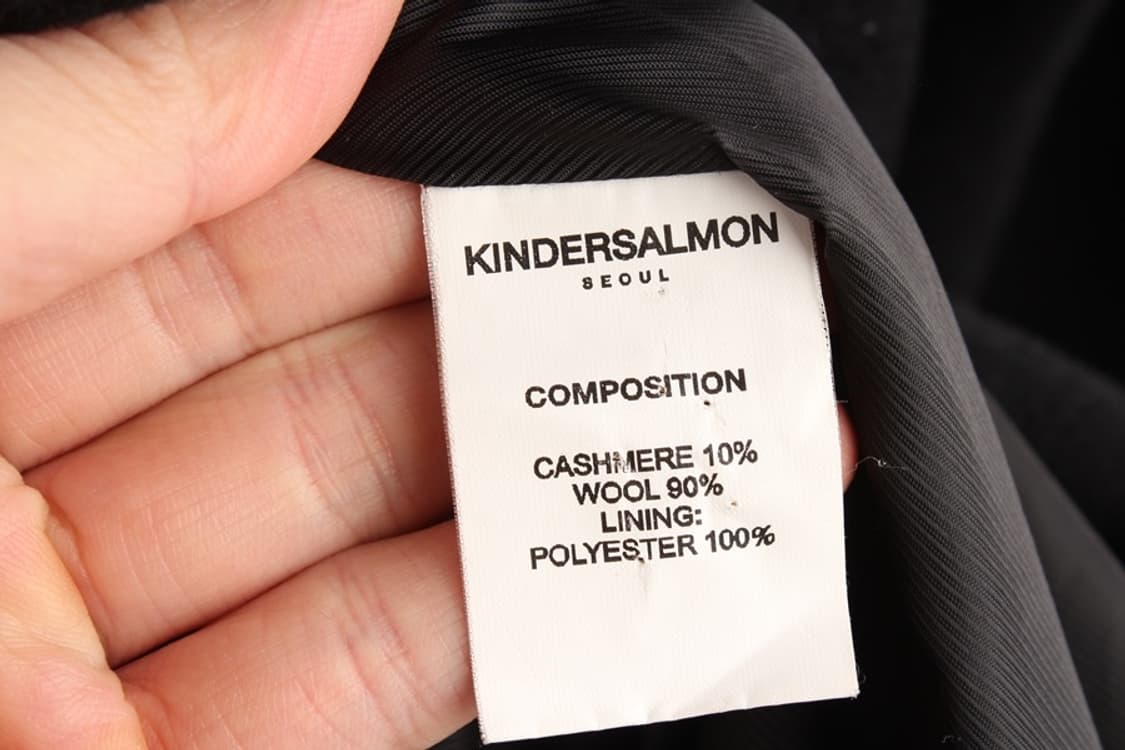 KINDERSALMON
SEOUL
COMPOSITION
CASHMERE 10%
WOOL 90%
LINING:
POLYESTER 100%